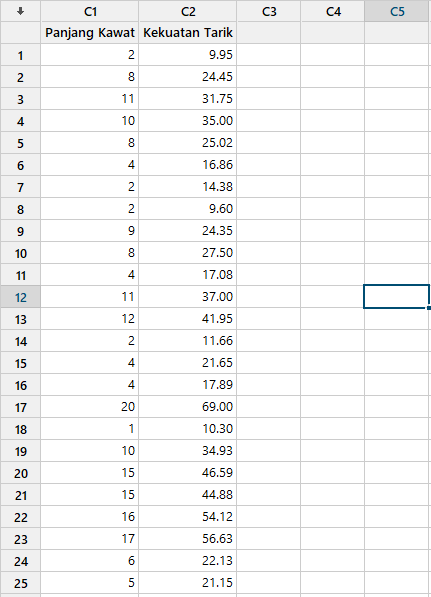 C1 C2 C3 C4 C5
Panjang Kawat Kekuatan Tarik
1 2 9.95
2 8 24.45
3 11 31.75
4 10 35.00
5 8 25.02
6 4 16.86
7 2 14.38
8 2 9.60
9 9 24.35
10 8 27.50
11 4 17.08
12 11 37.00
13 12 41.95
14 2 11.66
15 4 21.65
16 4 17.89
17 20 69.00
18 1 10.30
19 10 34.93
20 15 46.59
21 15 44.88
22 16 54.12
23 17 56.63
24 6 22.13
25 5 21.15